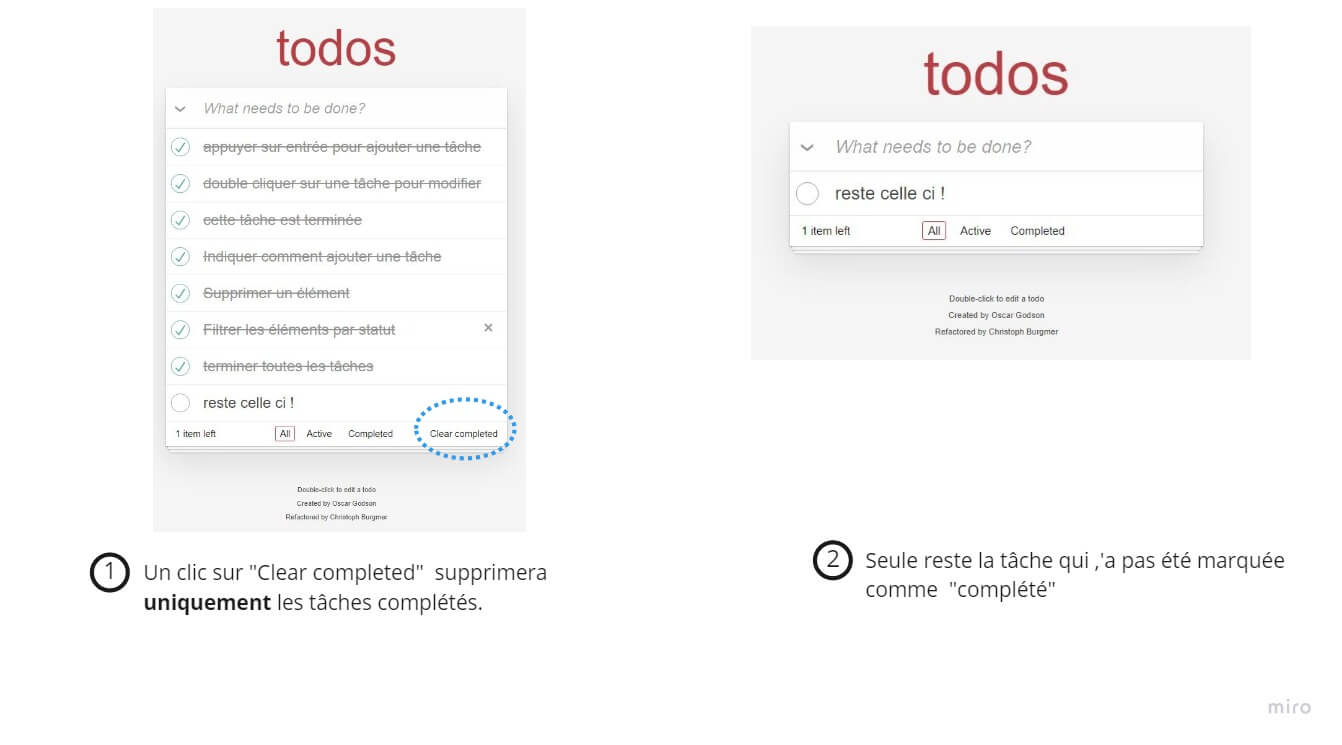 todos
What needs to be done?
appuyer sur entrée pour ajouter une tâche
double cliquer sur une tâche pour modifier
cette tâche est terminée
Indiquer comment ajouter une tâche
Supprimer un élément
Filtrer les éléments par statut ×
terminer toutes les tâches
reste celle ci !
1 item left All Active Completed Clear completed
Double-click to edit a todo
Created by Oscar Godson
Refactored by Christoph Burgmer
1 Un clic sur "Clear completed" supprimera
uniquement les tâches complétés.
todos
What needs to be done?
reste celle ci !
1 item left All Active Completed
Double-click to edit a todo
Created by Oscar Godson
Refactored by Christoph Burgmer
2 Seule reste la tâche qui ,'a pas été marquée
comme "complété"
miro